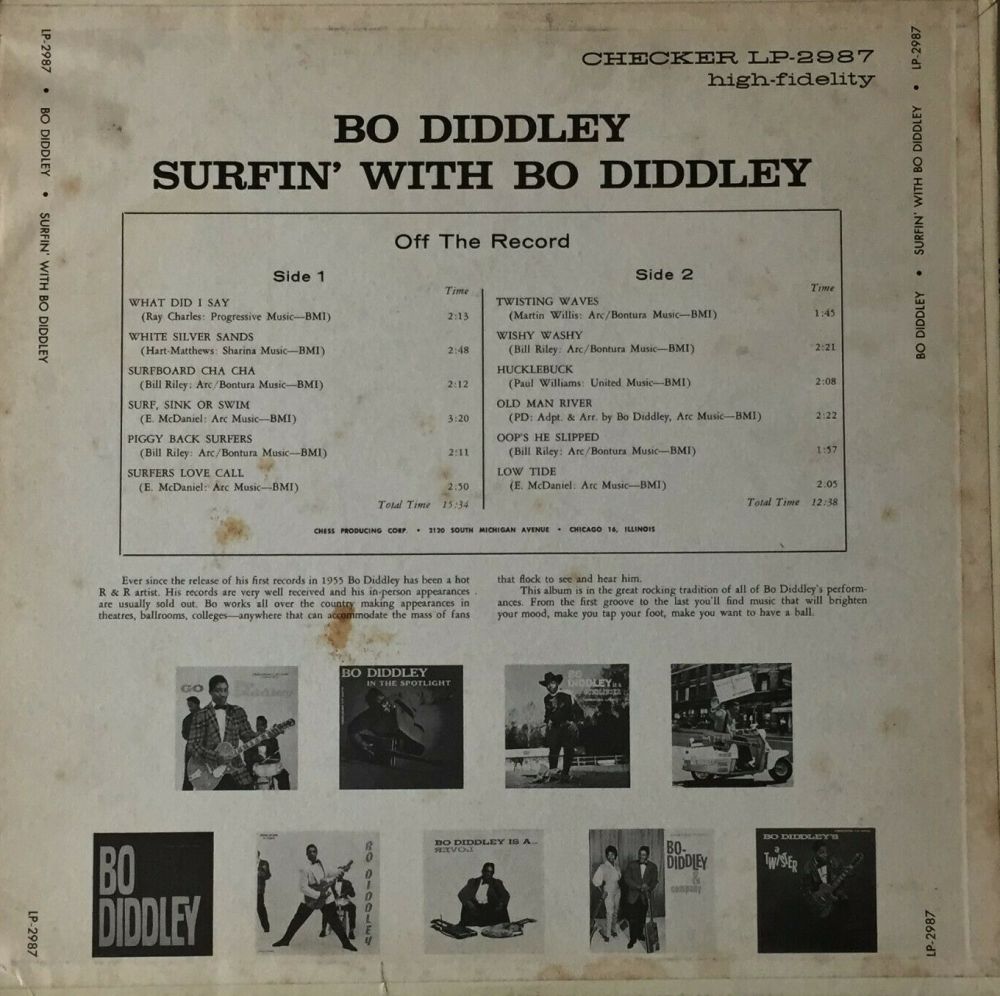 CHECKER LP-2987
high-fidelity
BO DIDDLEY
SURFIN' WITH BO DIDDLEY
LP-2987 • BO DIDDLEY • SURFIN' WITH BO DIDDLEY
BO DIDDLEY • SURFIN' WITH BO DIDDLEY • LP-2987
Off The Record
Side 1
Time
WHAT DID I SAY
(Ray Charles: Progressive Music—BMI) 2:13
WHITE SILVER SANDS
(Hart-Matthews: Sharina Music—BMI) 2:48
SURFBOARD CHA CHA
(Bill Riley: Arc/Bontura Music—BMI) 2:12
SURF, SINK OR SWIM
(E. McDaniel: Arc Music—BMI) 3:20
PIGGY BACK SURFERS
(Bill Riley: Arc/Bontura Music—BMI) 2:11
SURFERS LOVE CALL
(E. McDaniel: Arc Music—BMI) 2:50
Total Time 15:34
Side 2
Time
TWISTING WAVES
(Martin Willis: Arc/Bontura Music—BMI) 1:45
WISHY WASHY
(Bill Riley: Arc/Bontura Music—BMI) 2:21
HUCKLEBUCK
(Paul Williams: United Music—BMI) 2:08
OLD MAN RIVER
(PD: Adpt. & Arr. by Bo Diddley, Arc Music—BMI) 2:22
OOP'S HE SLIPPED
(Bill Riley: Arc/Bontura Music—BMI) 1:57
LOW TIDE
(E. McDaniel: Arc Music—BMI) 2:05
Total Time 12:38
CHESS PRODUCING CORP. • 2120 SOUTH MICHIGAN AVENUE • CHICAGO 16, ILLINOIS
Ever since the release of his first records in 1955 Bo Diddley has been a hot
R & R artist. His records are very well received and his in-person appearances
are usually sold out. Bo works all over the country making appearances in
theatres, ballrooms, colleges—anywhere that can accommodate the mass of fans
that flock to see and hear him.
This album is in the great rocking tradition of all of Bo Diddley's perform-
ances. From the first groove to the last you'll find music that will brighten
your mood, make you tap your foot, make you want to have a ball.
GO Bo Diddley
BO DIDDLEY
IN THE SPOTLIGHT
BO
DIDDLEY IS A
GUNSLINGER
BO
DIDDLEY
BO DIDDLEY
BO DIDDLEY IS A...
LOVER
BO-
DIDDLEY
&
company
BO DIDDLEY'S
a
TWISTER
LP-2987
LP-2987